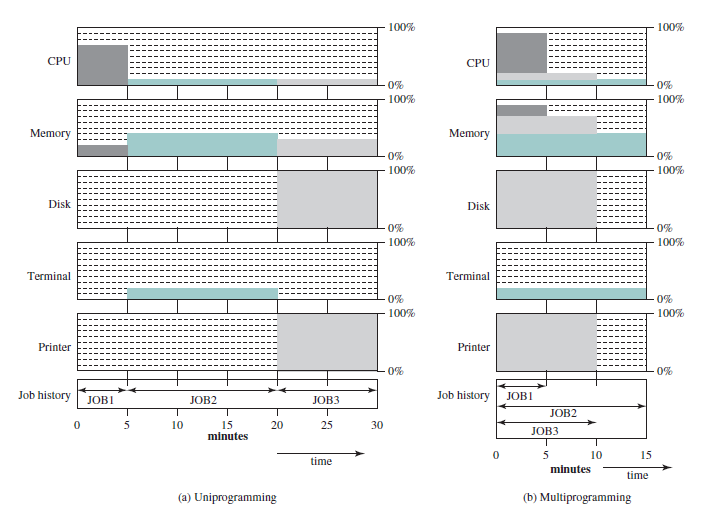 100%
CPU
0%
100%
Memory
0%
100%
Disk
0%
100%
Terminal
0%
100%
Printer
0%
Job history
JOB1 JOB2 JOB3
0 5 10 15 20 25 30
minutes
time
(a) Uniprogramming
100%
CPU
0%
100%
Memory
0%
100%
Disk
0%
100%
Terminal
0%
100%
Printer
0%
Job history
JOB1
JOB2
JOB3
0 5 10 15
minutes
time
(b) Multiprogramming